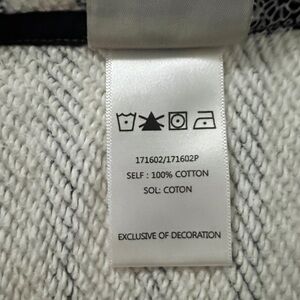 171602/171602P
SELF : 100% COTTON
SOL: COTON
EXCLUSIVE OF DECORATION